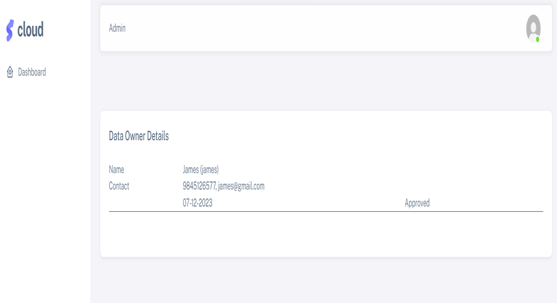 cloud
Admin
Dashboard
Data Owner Details
Name James (james)
Contact 9845126577, james@gmail.com
07-12-2023 Approved